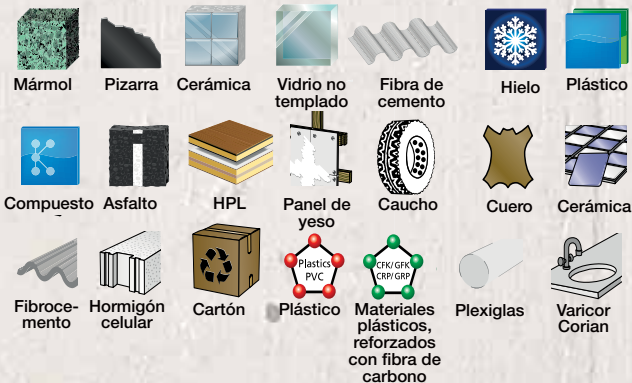 Mármol
Pizarra
Cerámica
Vidrio no
templado
Fibra de
cemento
Hielo
Plástico
Compuesto
Asfalto
HPL
Panel de
yeso
Caucho
Cuero
Cerámica
Plastics
PVC
CFK/GFK
CRP/GRP
Fibroce-
mento
Hormigón
celular
Cartón
Plástico
Materiales
plásticos,
reforzados
con fibra de
carbono
Plexiglas
Varicor
Corian